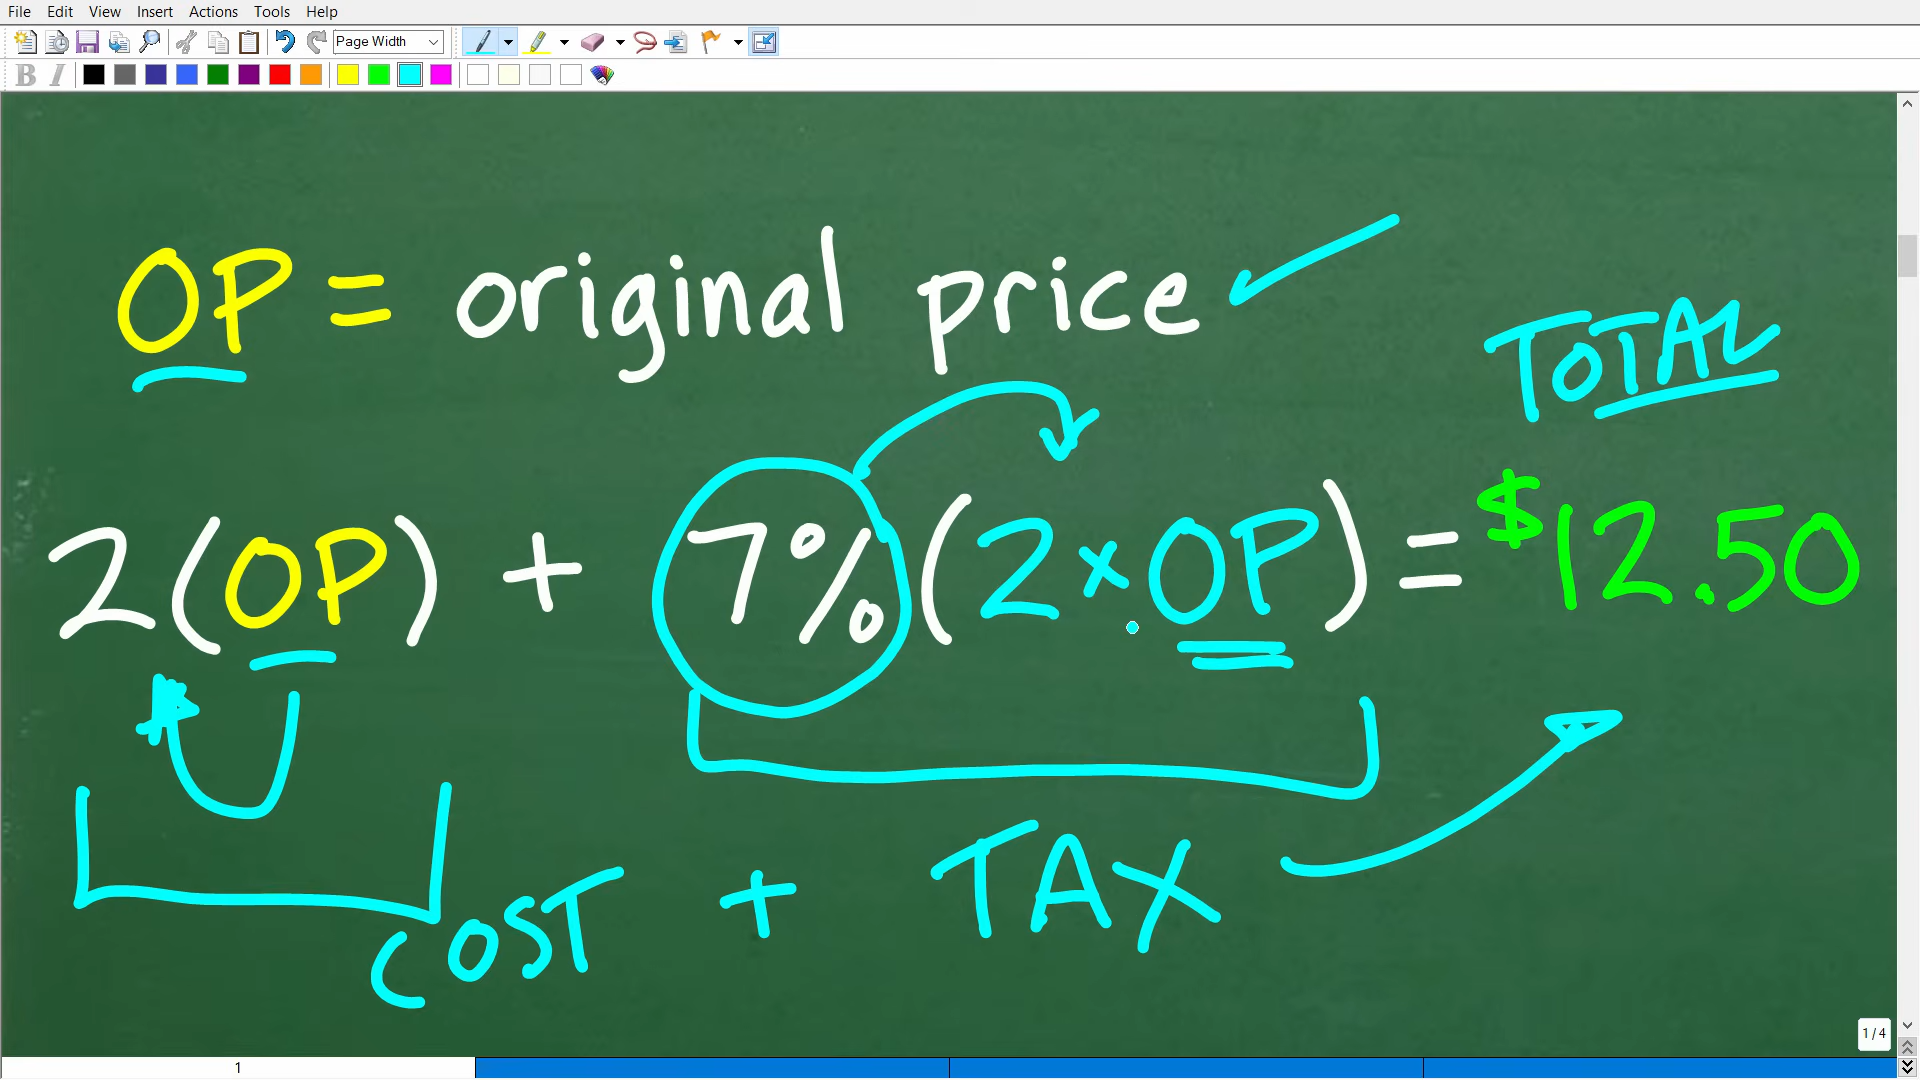 File Edit View Insert Actions Tools Help
Page Width
B I
OP = original price
TOTAL
2(OP) + 7%(2×OP) = $12.50
COST + TAX
1 / 4
1